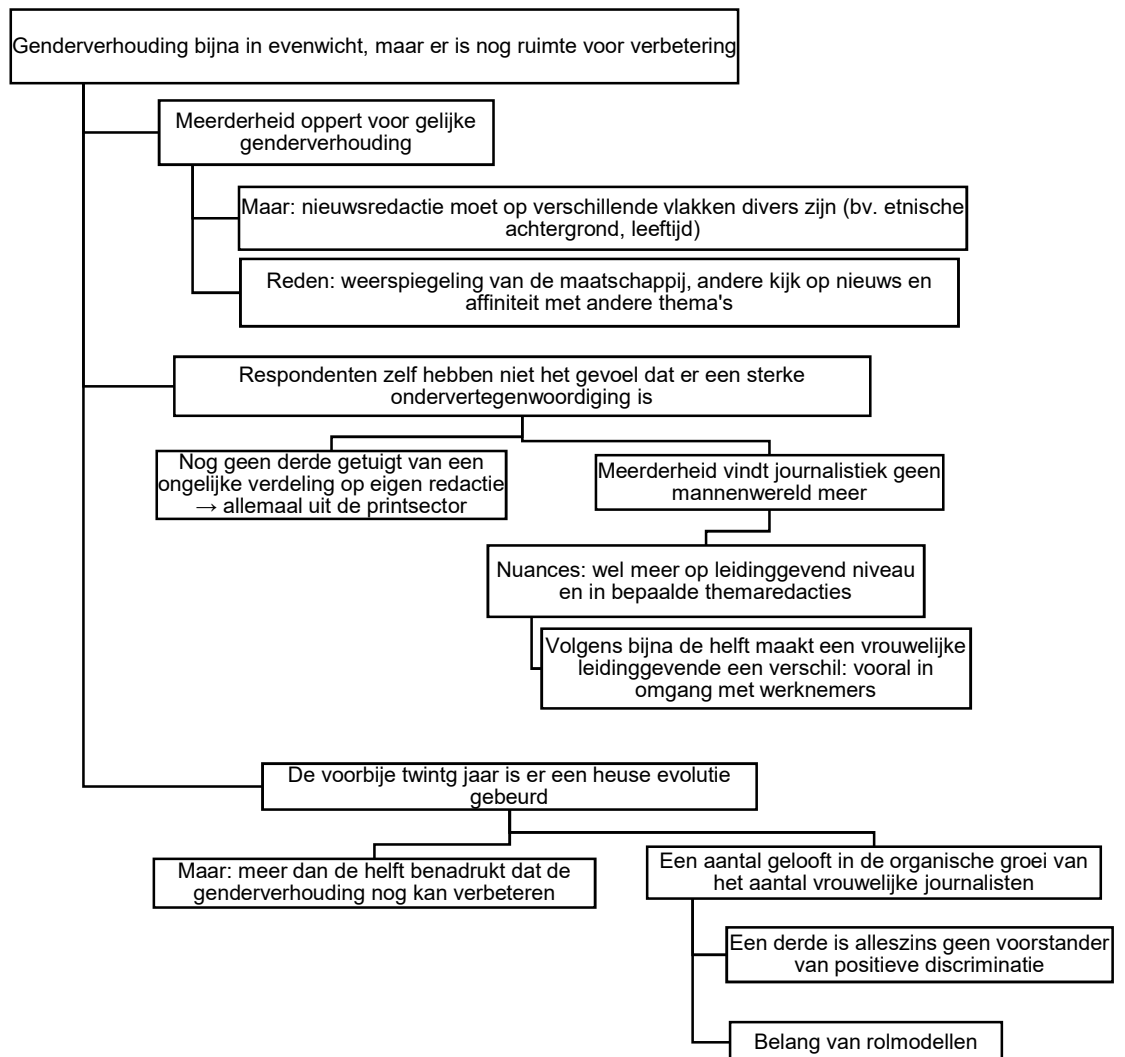 Genderverhouding bijna in evenwicht, maar er is nog ruimte voor verbetering
Meerderheid oppert voor gelijke
genderverhouding
Maar: nieuwsredactie moet op verschillende vlakken divers zijn (bv. etnische
achtergrond, leeftijd)
Reden: weerspiegeling van de maatschappij, andere kijk op nieuws en
affiniteit met andere thema's
Respondenten zelf hebben niet het gevoel dat er een sterke
ondervertegenwoordiging is
Nog geen derde getuigt van een
ongelijke verdeling op eigen redactie
→ allemaal uit de printsector
Meerderheid vindt journalistiek geen
mannenwereld meer
Nuances: wel meer op leidinggevend niveau
en in bepaalde themaredacties
Volgens bijna de helft maakt een vrouwelijke
leidinggevende een verschil: vooral in
omgang met werknemers
De voorbije twintg jaar is er een heuse evolutie
gebeurd
Maar: meer dan de helft benadrukt dat de
genderverhouding nog kan verbeteren
Een aantal gelooft in de organische groei van
het aantal vrouwelijke journalisten
Een derde is alleszins geen voorstander
van positieve discriminatie
Belang van rolmodellen